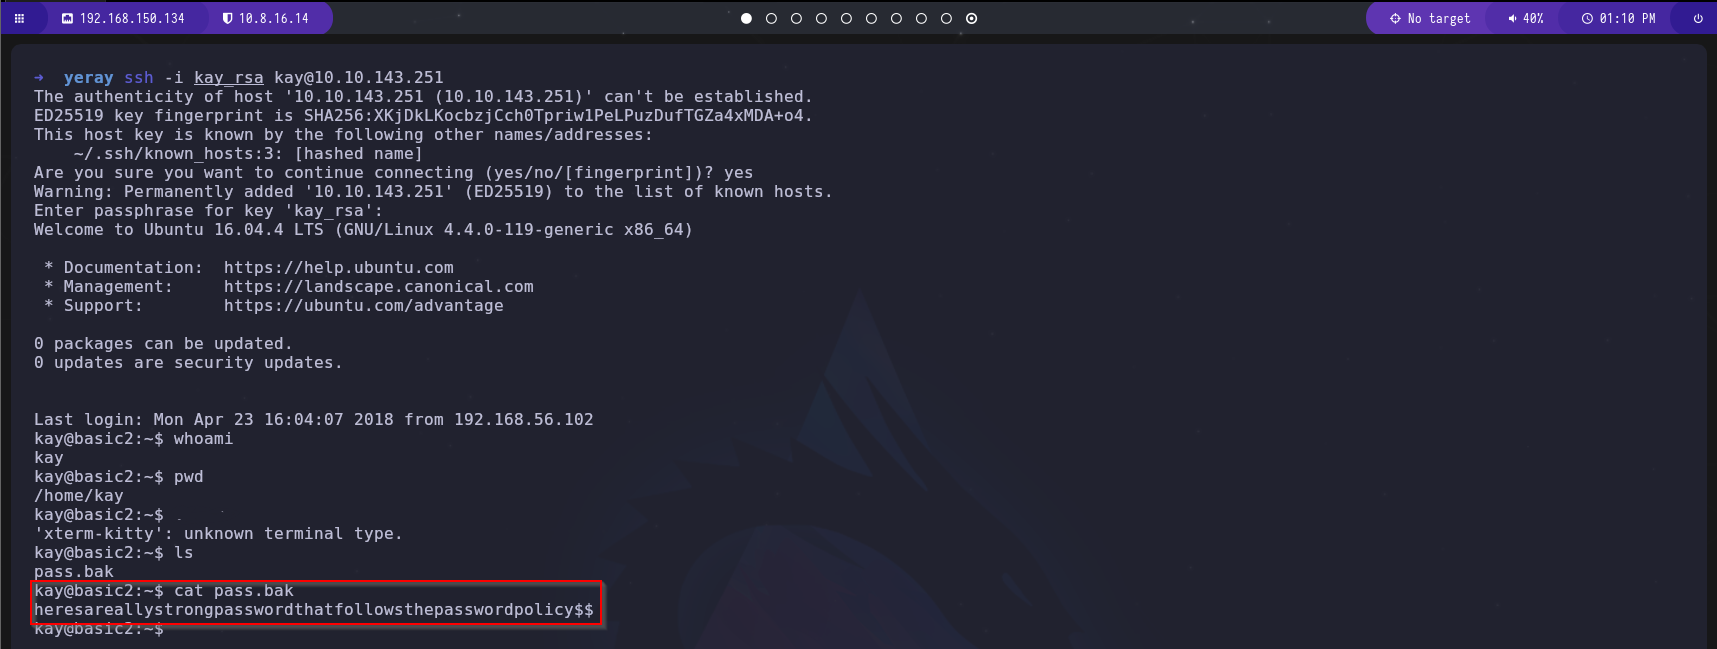 192.168.150.134 10.8.16.14 No target 40% 01:10 PM
→ yeray ssh -i kay_rsa kay@10.10.143.251
The authenticity of host '10.10.143.251 (10.10.143.251)' can't be established.
ED25519 key fingerprint is SHA256:XKjDkLKocbzjCch0Tpriw1PeLPuzDufTGZa4xMDA+o4.
This host key is known by the following other names/addresses:
    ~/.ssh/known_hosts:3: [hashed name]
Are you sure you want to continue connecting (yes/no/[fingerprint])? yes
Warning: Permanently added '10.10.143.251' (ED25519) to the list of known hosts.
Enter passphrase for key 'kay_rsa':
Welcome to Ubuntu 16.04.4 LTS (GNU/Linux 4.4.0-119-generic x86_64)
 * Documentation:  https://help.ubuntu.com
 * Management:     https://landscape.canonical.com
 * Support:        https://ubuntu.com/advantage
0 packages can be updated.
0 updates are security updates.
Last login: Mon Apr 23 16:04:07 2018 from 192.168.56.102
kay@basic2:~$ whoami
kay
kay@basic2:~$ pwd
/home/kay
kay@basic2:~$
'xterm-kitty': unknown terminal type.
kay@basic2:~$ ls
pass.bak
kay@basic2:~$ cat pass.bak
heresareallystrongpasswordthatfollowsthepasswordpolicy$$
kay@basic2:~$